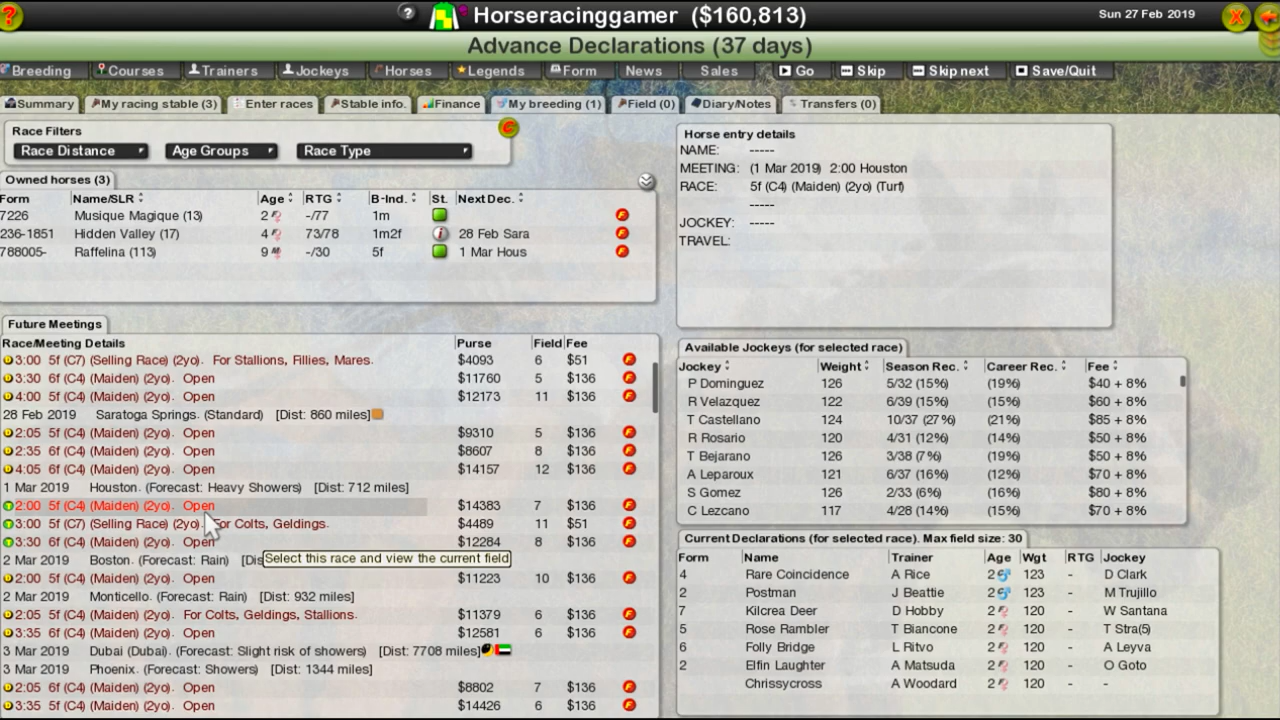 ? ? Horseracinggamer ($160,813) Sun 27 Feb 2019 X
Advance Declarations (37 days)
Breeding Courses Trainers Jockeys Horses Legends Form News Sales Go Skip Skip next Save/Quit
Summary My racing stable (3) Enter races Stable info. Finance My breeding (1) Field (0) Diary/Notes Transfers (0)
Race Filters
Race Distance Age Groups Race Type
Owned horses (3)
Form Name/SLR Age RTG B-Ind. St. Next Dec.
7226 Musique Magique (13) 2 -/77 1m F
236-1851 Hidden Valley (17) 4 73/78 1m2f i 28 Feb Sara F
788005- Raffelina (113) 9 -/30 5f 1 Mar Hous F
Future Meetings
Race/Meeting Details Purse Field Fee
D 3:00 5f (C7) (Selling Race) (2yo). For Stallions, Fillies, Mares. $4093 6 $51 F
D 3:30 6f (C4) (Maiden) (2yo). Open $11760 5 $136 F
D 4:00 5f (C4) (Maiden) (2yo). Open $12173 11 $136 F
28 Feb 2019 Saratoga Springs. (Standard) [Dist: 860 miles]
D 2:05 6f (C4) (Maiden) (2yo). Open $9310 5 $136 F
D 2:35 6f (C4) (Maiden) (2yo). Open $8607 8 $136 F
D 4:05 6f (C4) (Maiden) (2yo). Open $14157 12 $136 F
1 Mar 2019 Houston. (Forecast: Heavy Showers) [Dist: 712 miles]
T 2:00 5f (C4) (Maiden) (2yo). Open $14383 7 $136 F
T 3:00 5f (C7) (Selling Race) (2yo). For Colts, Geldings. $4489 11 $51 F
T 3:30 6f (C4) (Maiden) (2yo). Open $12284 8 $136 F
2 Mar 2019 Boston. (Forecast: Rain) [Dis
Select this race and view the current field
D 2:00 5f (C4) (Maiden) (2yo). Open $11223 10 $136 F
2 Mar 2019 Monticello. (Forecast: Rain) [Dist: 932 miles]
D 2:05 5f (C4) (Maiden) (2yo). For Colts, Geldings, Stallions. $11379 6 $136 F
D 3:35 6f (C4) (Maiden) (2yo). Open $12581 6 $136 F
3 Mar 2019 Dubai (Dubai). (Forecast: Slight risk of showers) [Dist: 7708 miles]
3 Mar 2019 Phoenix. (Forecast: Showers) [Dist: 1344 miles]
D 2:05 6f (C4) (Maiden) (2yo). Open $8802 7 $136 F
D 3:35 5f (C4) (Maiden) (2yo). Open $14426 6 $136 F
Horse entry details
NAME: -----
MEETING: (1 Mar 2019) 2:00 Houston
RACE: 5f (C4) (Maiden) (2yo) (Turf)
-----
JOCKEY: -----
TRAVEL:
Available Jockeys (for selected race)
Jockey Weight Season Rec. Career Rec. Fee
P Dominguez 126 5/32 (15%) (19%) $40 + 8%
R Velazquez 122 6/39 (15%) (15%) $60 + 8%
T Castellano 124 10/37 (27%) (21%) $85 + 8%
R Rosario 120 4/31 (12%) (14%) $50 + 8%
T Bejarano 126 3/38 (7%) (19%) $50 + 8%
A Leparoux 121 6/37 (16%) (12%) $70 + 8%
S Gomez 126 2/33 (6%) (16%) $80 + 8%
C Lezcano 117 4/28 (14%) (15%) $70 + 8%
Current Declarations (for selected race). Max field size: 30
Form Name Trainer Age Wgt RTG Jockey
4 Rare Coincidence A Rice 2 123 - D Clark
2 Postman J Beattie 2 123 - M Trujillo
7 Kilcrea Deer D Hobby 2 120 - W Santana
5 Rose Rambler T Biancone 2 120 - T Stra(5)
6 Folly Bridge L Ritvo 2 120 - A Leyva
2 Elfin Laughter A Matsuda 2 120 - O Goto
Chrissycross A Woodard 2 120 - -